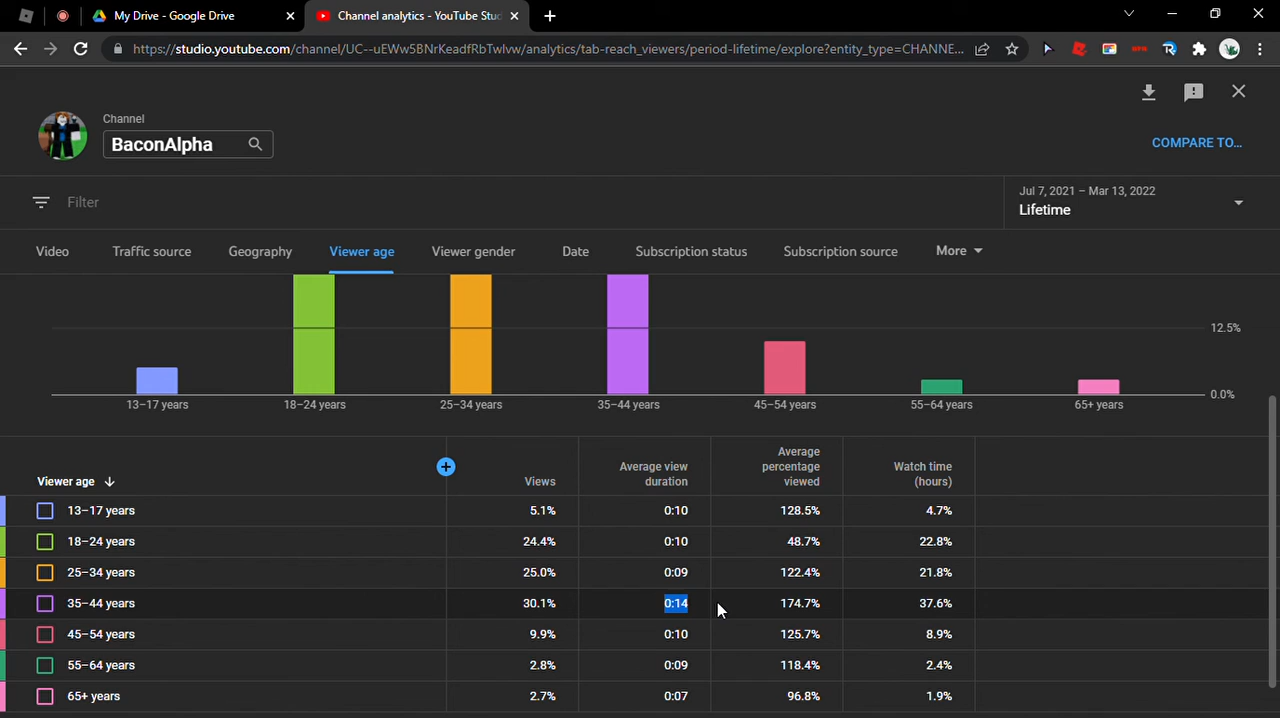 My Drive - Google Drive
Channel analytics - YouTube Stu
https://studio.youtube.com/channel/UC--uEWw5BNrKeadfRbTwlvw/analytics/tab-reach_viewers/period-lifetime/explore?entity_type=CHANNE...
Channel
BaconAlpha
COMPARE TO...
Filter
Jul 7, 2021 – Mar 13, 2022
Lifetime
Video Traffic source Geography Viewer age Viewer gender Date Subscription status Subscription source More
12.5%
0.0%
13–17 years 18–24 years 25–34 years 35–44 years 45–54 years 55–64 years 65+ years
Viewer age Views Average view duration Average percentage viewed Watch time (hours)
13–17 years 5.1% 0:10 128.5% 4.7%
18–24 years 24.4% 0:10 48.7% 22.8%
25–34 years 25.0% 0:09 122.4% 21.8%
35–44 years 30.1% 0:14 174.7% 37.6%
45–54 years 9.9% 0:10 125.7% 8.9%
55–64 years 2.8% 0:09 118.4% 2.4%
65+ years 2.7% 0:07 96.8% 1.9%